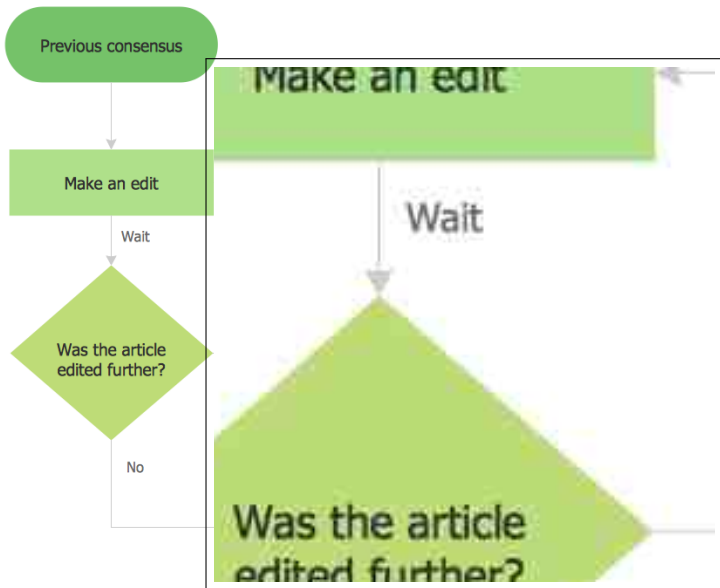 Previous consensus
Make an edit
Wait
Was the article
edited further?
No
Make an edit
Wait
Was the article
edited further?